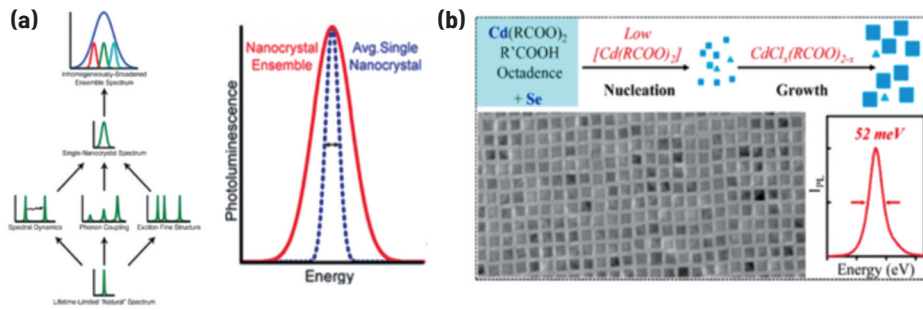 (a)
Inhomogeneously-Broadened
Ensemble Spectrum
Single-Nanocrystal Spectrum
Spectral Dynamics
Phonon Coupling
Exciton Fine Structure
Lifetime-Limited "Natural" Spectrum
Nanocrystal
Ensemble
Avg.Single
Nanocrystal
Photoluminescence
Energy
(b)
Cd(RCOO)2
R'COOH
Octadence
+ Se
Low
[Cd(RCOO)2]
Nucleation
CdClx(RCOO)2-x
Growth
52 meV
IPL
Energy (eV)